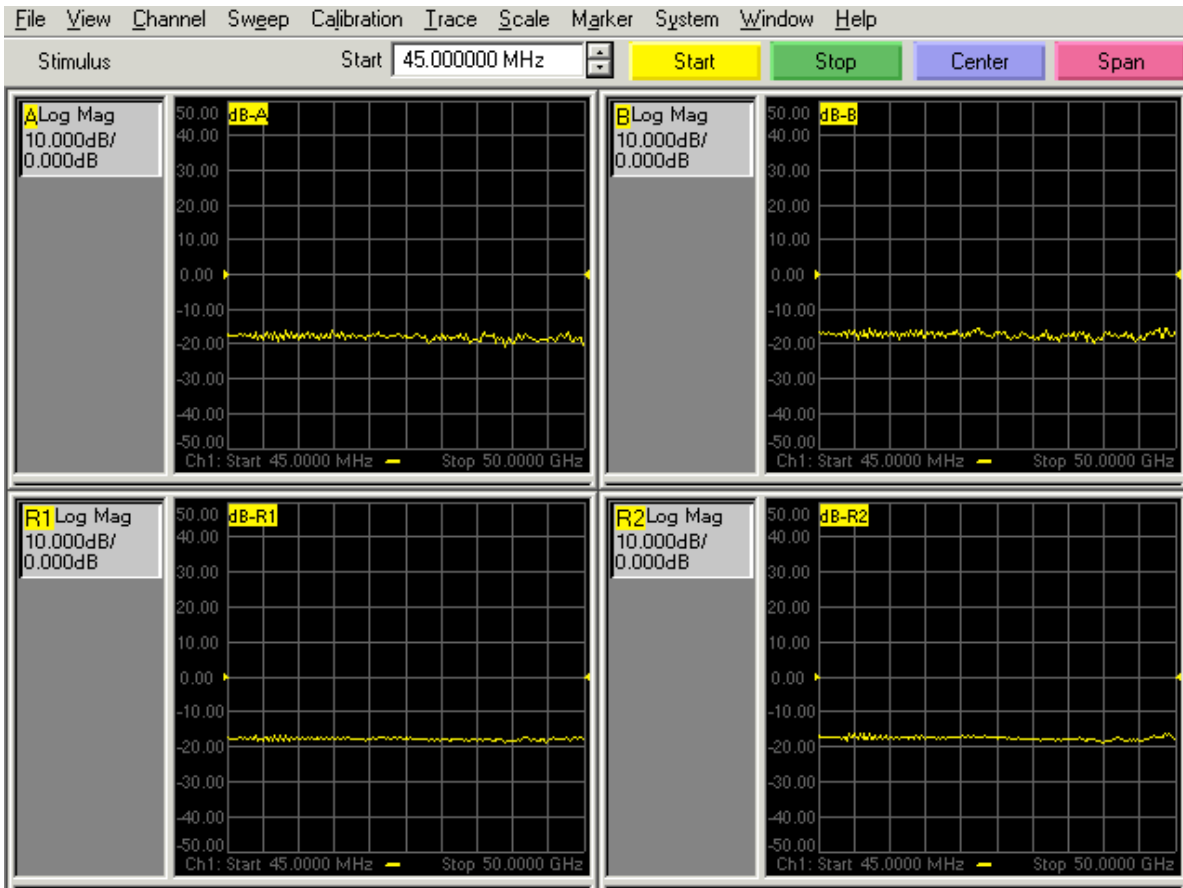 File View Channel Sweep Calibration Trace Scale Marker System Window Help
Stimulus Start 45.000000 MHz Start Stop Center Span
A Log Mag
10.000dB/
0.000dB
50.00 dB-A
40.00
30.00
20.00
10.00
0.00
-10.00
-20.00
-30.00
-40.00
-50.00
Ch1: Start 45.0000 MHz Stop 50.0000 GHz
B Log Mag
10.000dB/
0.000dB
50.00 dB-B
40.00
30.00
20.00
10.00
0.00
-10.00
-20.00
-30.00
-40.00
-50.00
Ch1: Start 45.0000 MHz Stop 50.0000 GHz
R1 Log Mag
10.000dB/
0.000dB
50.00 dB-R1
40.00
30.00
20.00
10.00
0.00
-10.00
-20.00
-30.00
-40.00
-50.00
Ch1: Start 45.0000 MHz Stop 50.0000 GHz
R2 Log Mag
10.000dB/
0.000dB
50.00 dB-R2
40.00
30.00
20.00
10.00
0.00
-10.00
-20.00
-30.00
-40.00
-50.00
Ch1: Start 45.0000 MHz Stop 50.0000 GHz